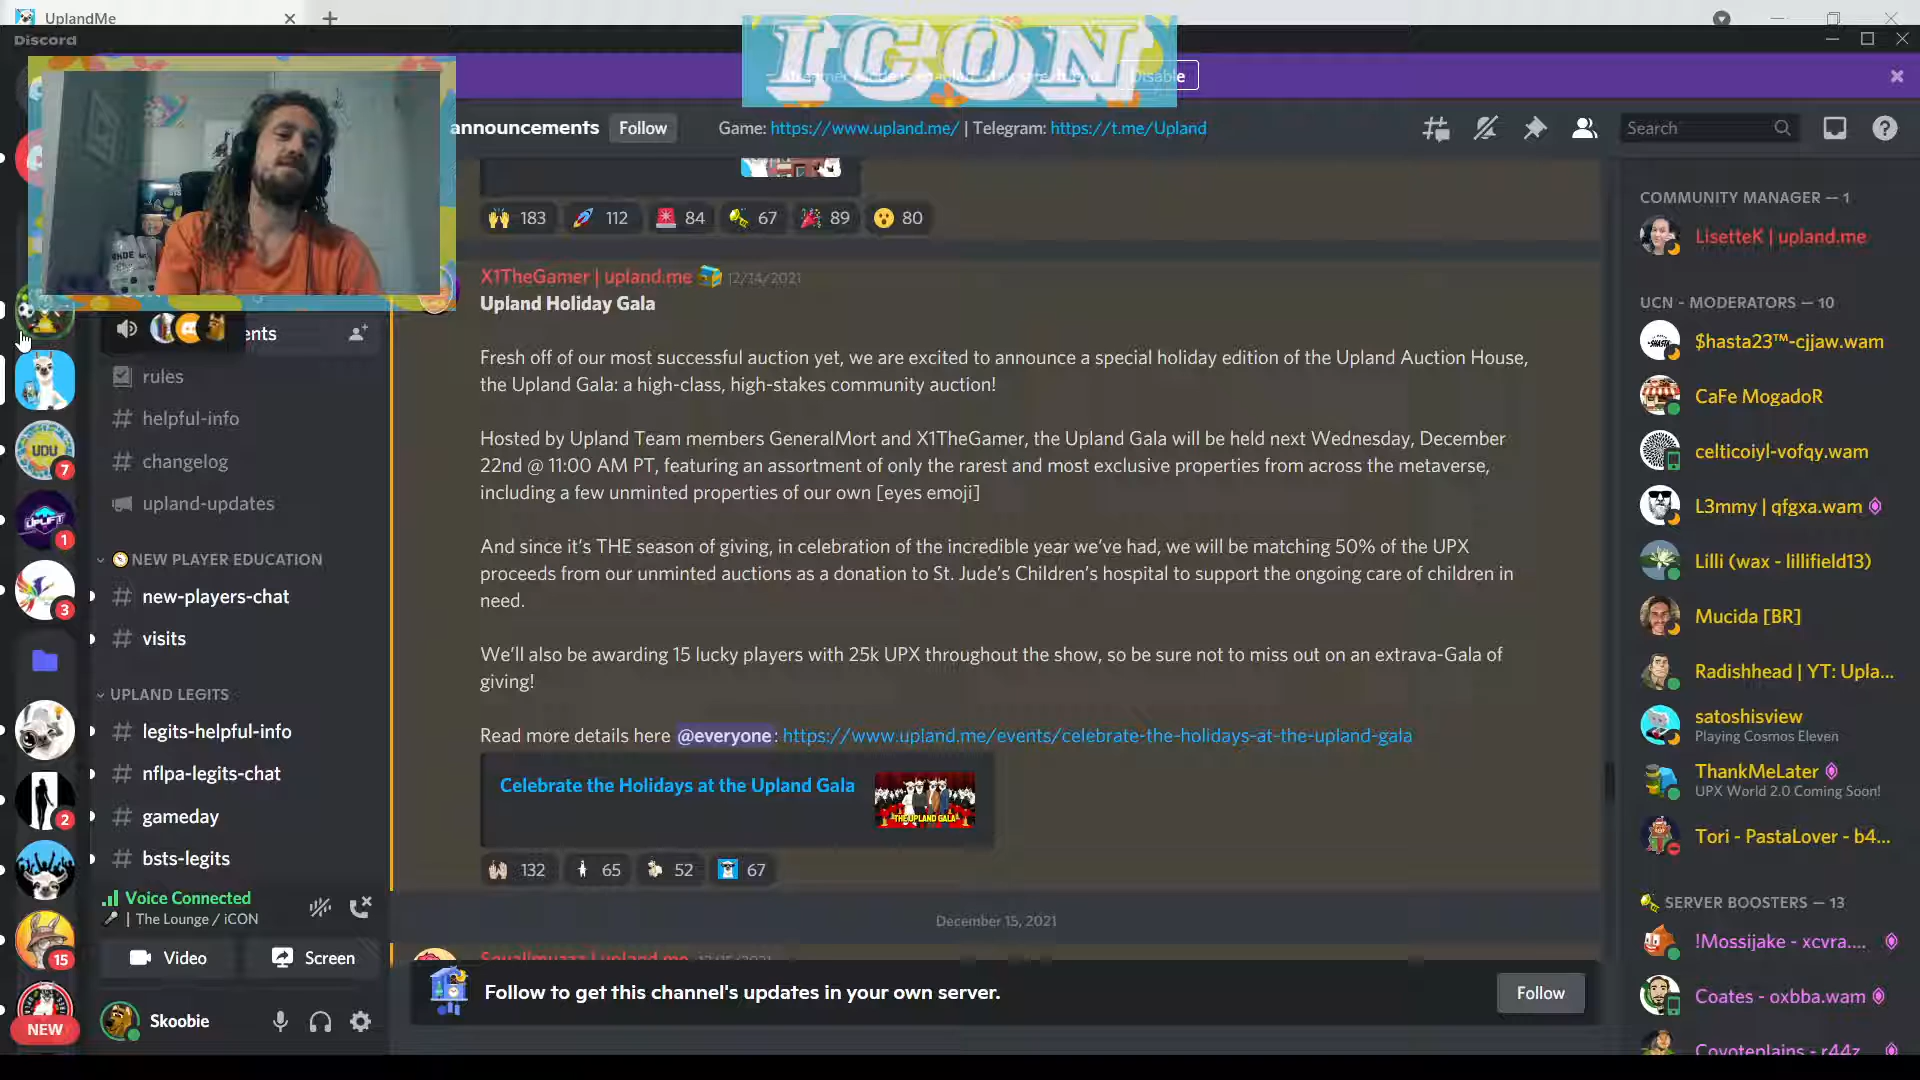 UplandMe
Discord
ICON
Disable
announcements
Follow
Game: https://www.upland.me/ | Telegram: https://t.me/Upland
Search
183
112
84
67
89
80
X1TheGamer | upland.me 12/14/2021
Upland Holiday Gala
Fresh off of our most successful auction yet, we are excited to announce a special holiday edition of the Upland Auction House,
the Upland Gala: a high-class, high-stakes community auction!
Hosted by Upland Team members GeneralMort and X1TheGamer, the Upland Gala will be held next Wednesday, December
22nd @ 11:00 AM PT, featuring an assortment of only the rarest and most exclusive properties from across the metaverse,
including a few unminted properties of our own [eyes emoji]
And since it's THE season of giving, in celebration of the incredible year we've had, we will be matching 50% of the UPX
proceeds from our unminted auctions as a donation to St. Jude's Children's hospital to support the ongoing care of children in
need.
We'll also be awarding 15 lucky players with 25k UPX throughout the show, so be sure not to miss out on an extrava-Gala of
giving!
Read more details here @everyone: https://www.upland.me/events/celebrate-the-holidays-at-the-upland-gala
Celebrate the Holidays at the Upland Gala
THE UPLAND GALA
132
65
52
67
December 15, 2021
Squallmuzz | upland.me 12/15/2021
Follow to get this channel's updates in your own server.
Follow
ents
rules
helpful-info
changelog
upland-updates
NEW PLAYER EDUCATION
new-players-chat
visits
UPLAND LEGITS
legits-helpful-info
nflpa-legits-chat
gameday
bsts-legits
Voice Connected
| The Lounge / iCON
Video
Screen
Skoobie
UDU
7
UPLIFT
1
3
2
15
NEW
COMMUNITY MANAGER — 1
LisetteK | upland.me
UCN - MODERATORS — 10
$hasta23™-cjjaw.wam
CaFe MogadoR
celticoiyl-vofqy.wam
L3mmy | qfgxa.wam
Lilli (wax - lillifield13)
Mucida [BR]
Radishhead | YT: Upla...
satoshisview
Playing Cosmos Eleven
ThankMeLater
UPX World 2.0 Coming Soon!
Tori - PastaLover - b4...
SERVER BOOSTERS — 13
!Mossijake - xcvra....
Coates - oxbba.wam
Coyoteplains - r44z